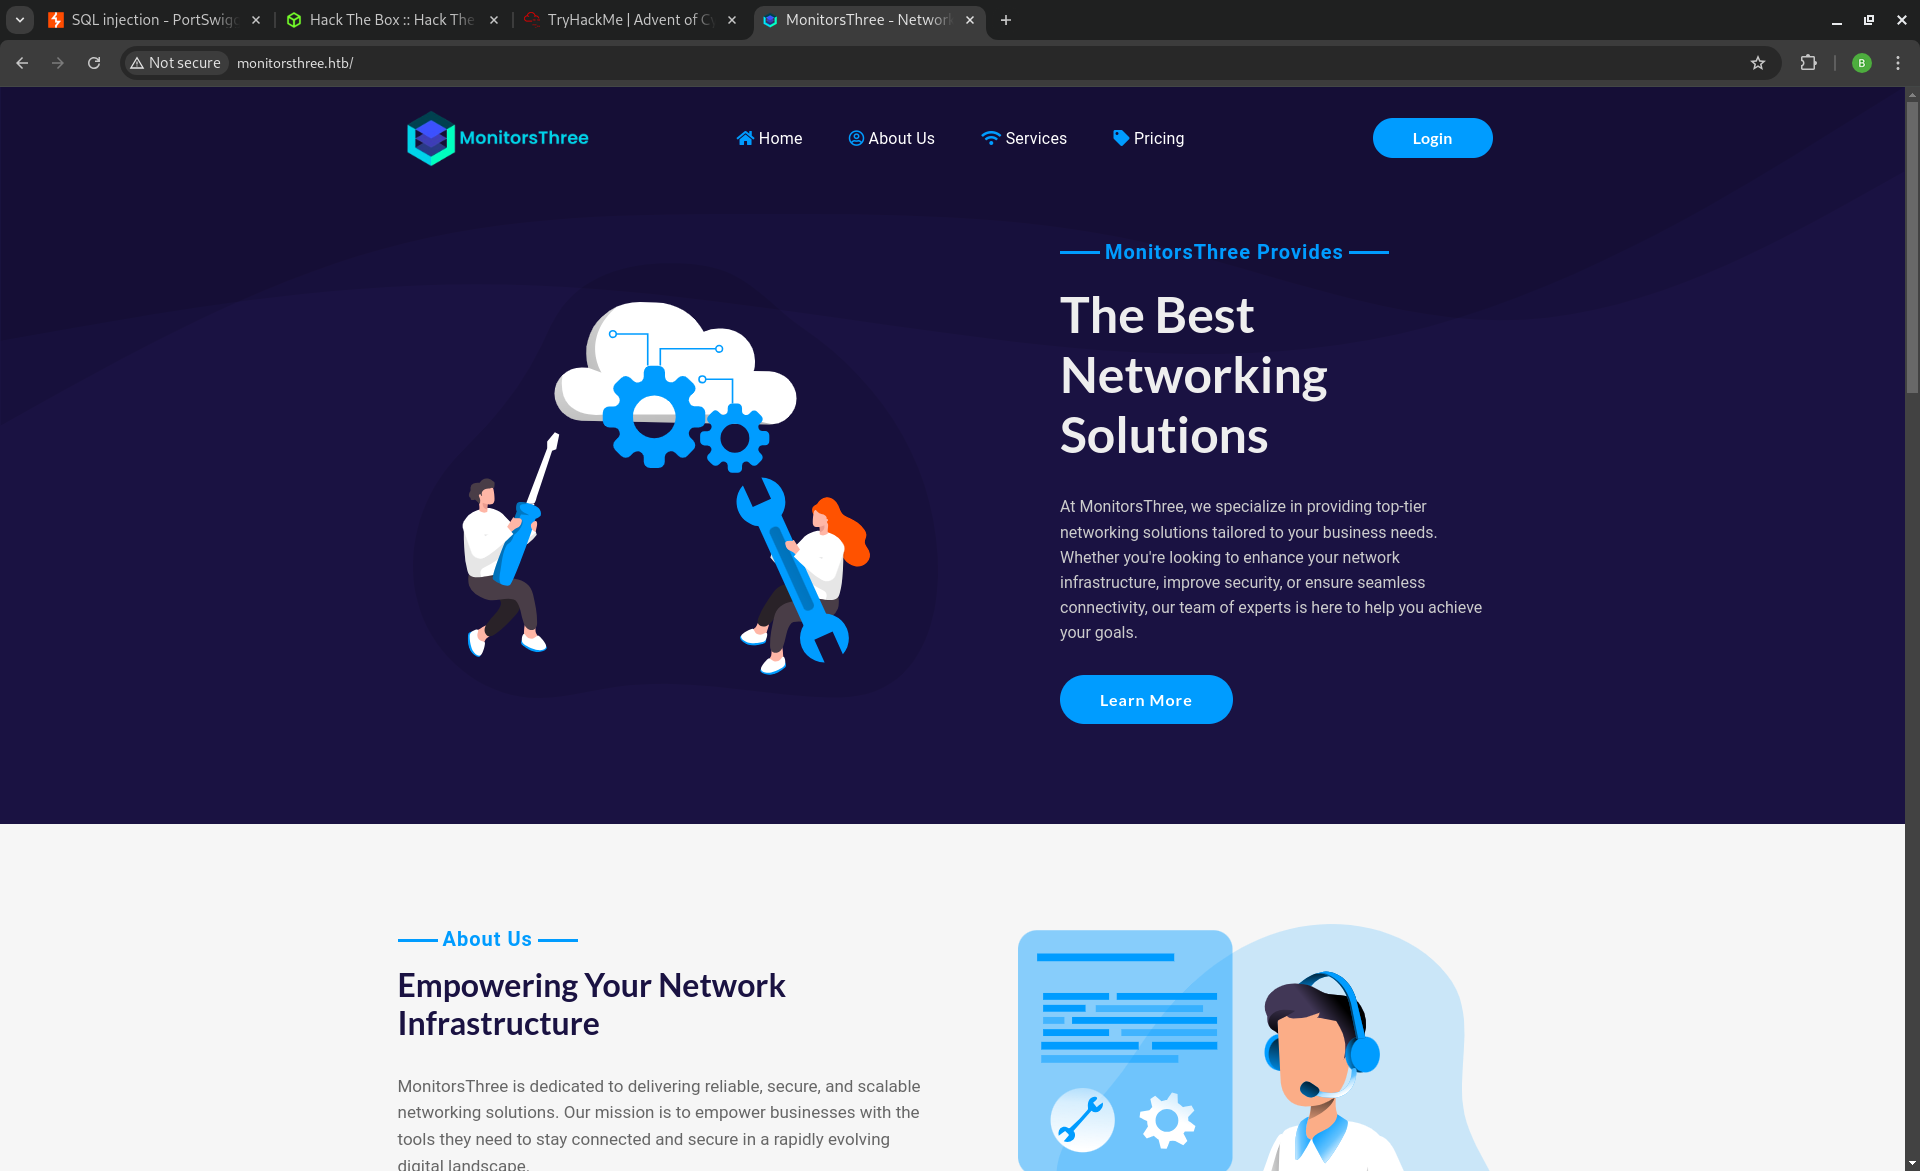 SQL injection - PortSwig
Hack The Box :: Hack The
TryHackMe | Advent of Cy
MonitorsThree - Network
Not secure
monitorsthree.htb/
B
MonitorsThree
Home
About Us
Services
Pricing
Login
MonitorsThree Provides
The Best
Networking
Solutions
At MonitorsThree, we specialize in providing top-tier
networking solutions tailored to your business needs.
Whether you're looking to enhance your network
infrastructure, improve security, or ensure seamless
connectivity, our team of experts is here to help you achieve
your goals.
Learn More
About Us
Empowering Your Network
Infrastructure
MonitorsThree is dedicated to delivering reliable, secure, and scalable
networking solutions. Our mission is to empower businesses with the
tools they need to stay connected and secure in a rapidly evolving
digital landscape.